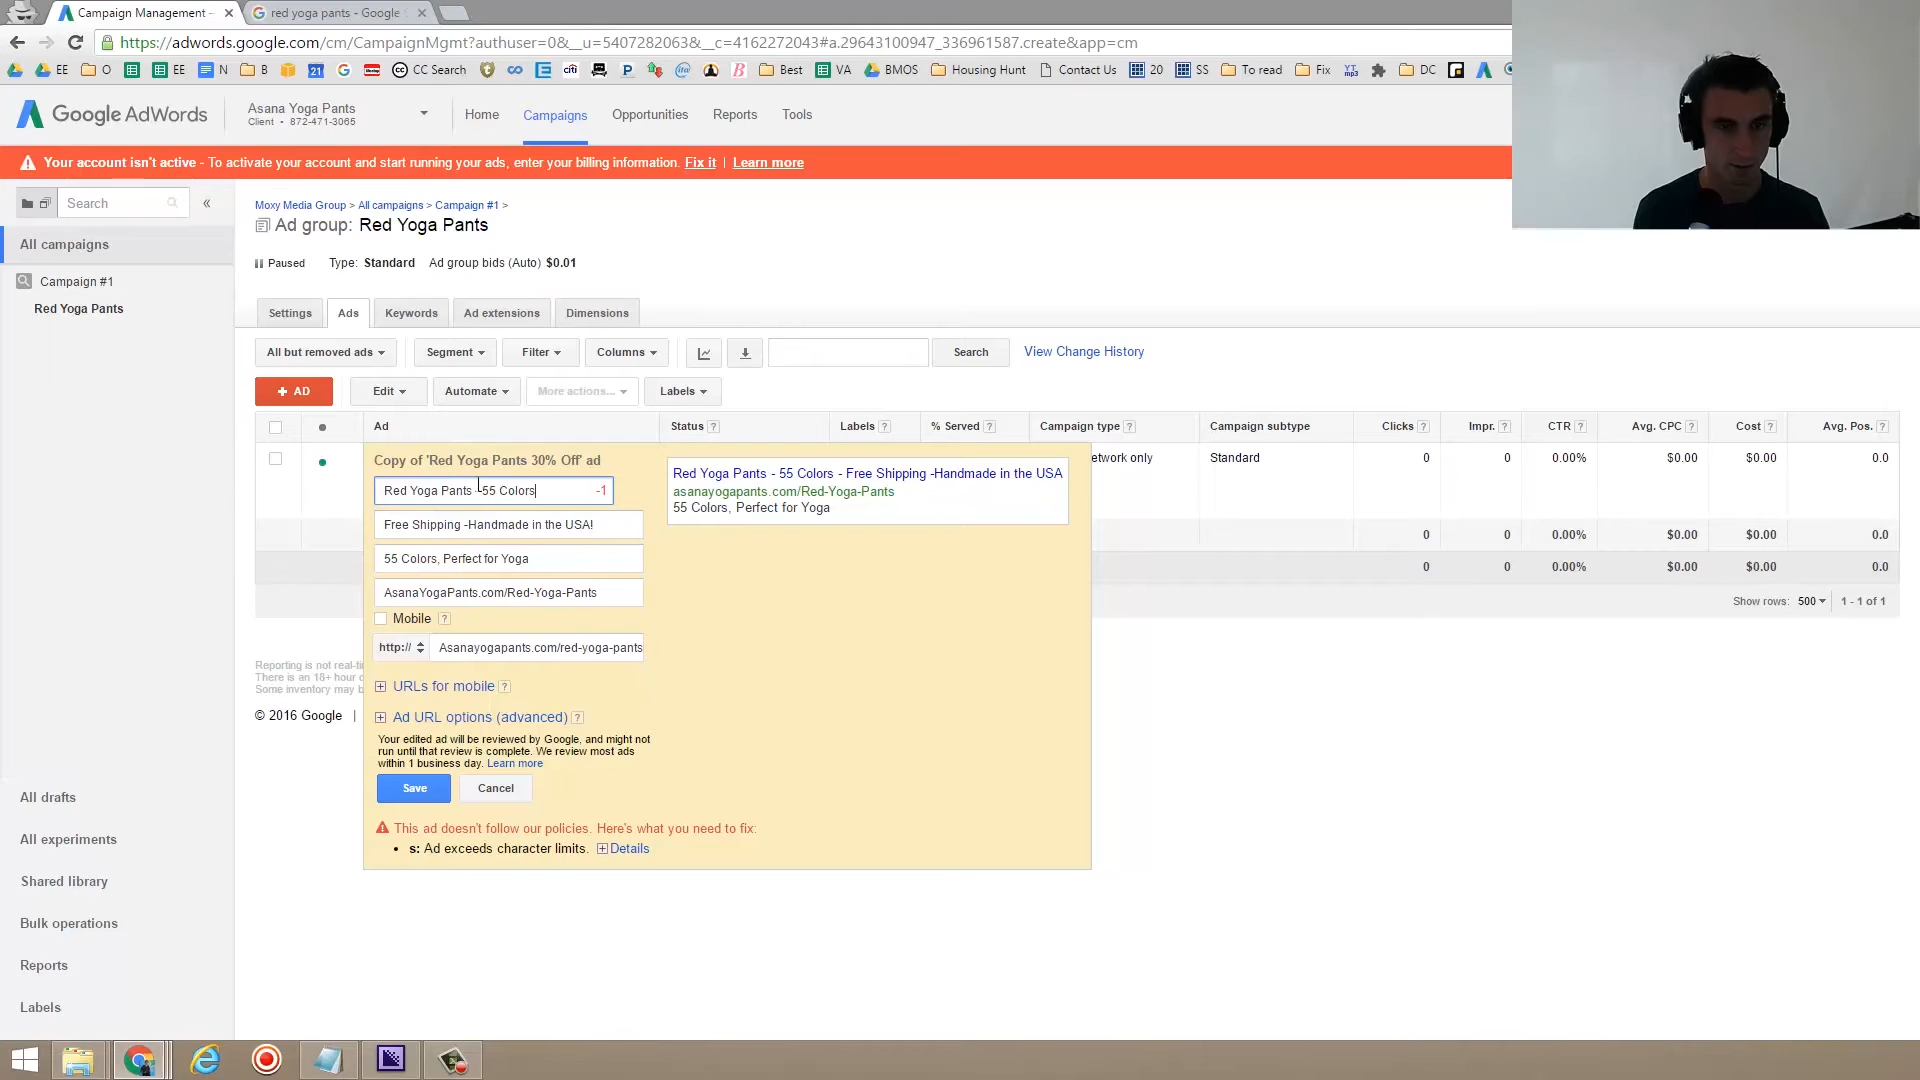 Campaign Management -
red yoga pants - Google S
https://adwords.google.com/cm/CampaignMgmt?authuser=0&__u=5407282063&__c=4162272043#a.29643100947_336961587.create&app=cm
EE O EE N B 21 CC Search Best VA BMOS Housing Hunt Contact Us 20 SS To read Fix DC
Google AdWords
Asana Yoga Pants
Client • 872-471-3065
Home Campaigns Opportunities Reports Tools
Your account isn't active - To activate your account and start running your ads, enter your billing information. Fix it | Learn more
Search «
All campaigns
Campaign #1
Red Yoga Pants
All drafts
All experiments
Shared library
Bulk operations
Reports
Labels
Moxy Media Group > All campaigns > Campaign #1 >
Ad group: Red Yoga Pants
Paused Type: Standard Ad group bids (Auto) $0.01
Settings Ads Keywords Ad extensions Dimensions
All but removed ads Segment Filter Columns Search View Change History
+ AD Edit Automate More actions... Labels
Ad Status ? Labels ? % Served ? Campaign type ? Campaign subtype Clicks ? Impr. ? CTR ? Avg. CPC ? Cost ? Avg. Pos. ?
etwork only Standard 0 0 0.00% $0.00 $0.00 0.0
0 0 0.00% $0.00 $0.00 0.0
0 0 0.00% $0.00 $0.00 0.0
Show rows: 500 1 - 1 of 1
Copy of 'Red Yoga Pants 30% Off' ad
Red Yoga Pants - 55 Colors -1
Free Shipping -Handmade in the USA!
55 Colors, Perfect for Yoga
AsanaYogaPants.com/Red-Yoga-Pants
Mobile ?
http:// Asanayogapants.com/red-yoga-pants
URLs for mobile ?
Ad URL options (advanced) ?
Your edited ad will be reviewed by Google, and might not
run until that review is complete. We review most ads
within 1 business day. Learn more
Save Cancel
This ad doesn't follow our policies. Here's what you need to fix:
• s: Ad exceeds character limits. Details
Red Yoga Pants - 55 Colors - Free Shipping -Handmade in the USA
asanayogapants.com/Red-Yoga-Pants
55 Colors, Perfect for Yoga
Reporting is not real-ti
There is an 18+ hour d
Some inventory may b
© 2016 Google |